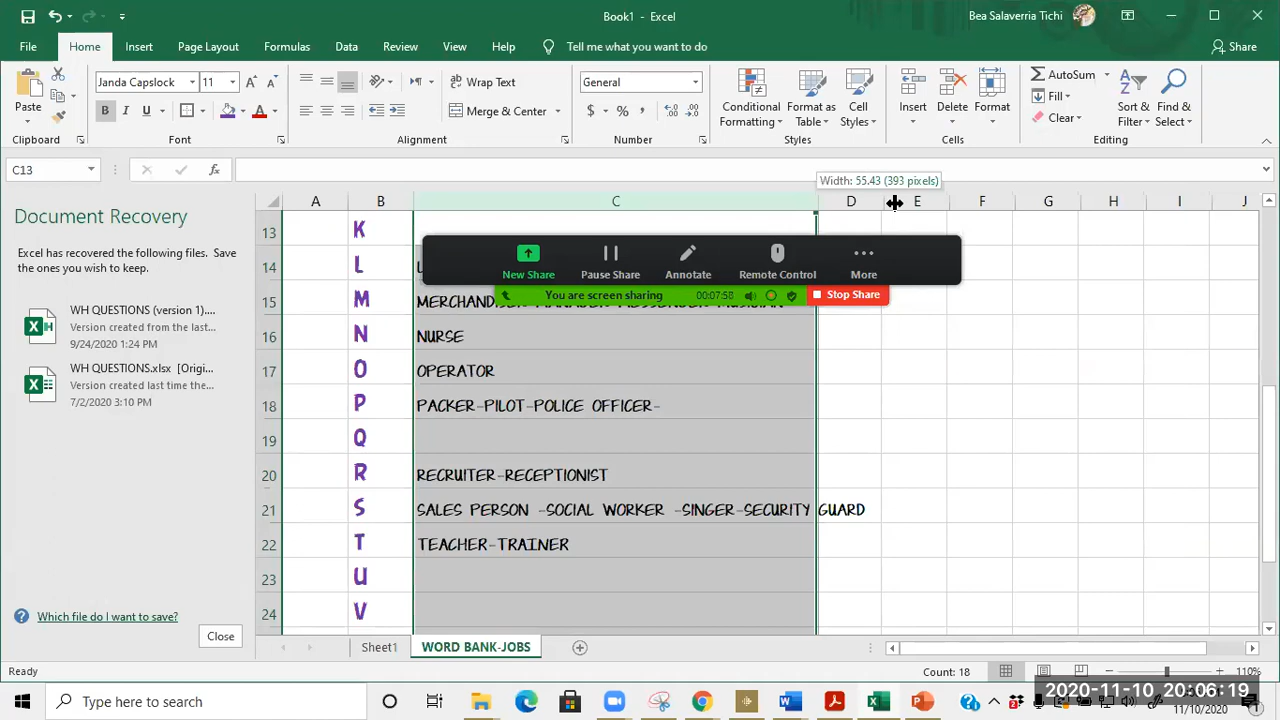 Book1 - Excel
Bea Salaverria Tichi
File Home Insert Page Layout Formulas Data Review View Help Tell me what you want to do Share
Paste
Clipboard
Janda Capslock 11
B I U
Font
Wrap Text
Merge & Center
Alignment
General
$ % ,
Number
Conditional Formatting
Format as Table
Cell Styles
Styles
Insert Delete Format
Cells
AutoSum
Fill
Clear
Sort & Filter
Find & Select
Editing
C13
fx
Width: 55.43 (393 pixels)
A B C D E F G H I J
Document Recovery
Excel has recovered the following files. Save the ones you wish to keep.
WH QUESTIONS (version 1)....
Version created from the last...
9/24/2020 1:24 PM
WH QUESTIONS.xlsx [Origi...
Version created last time the...
7/2/2020 3:10 PM
Which file do I want to save?
Close
13 K
14 L
15 M MERCHANDISER-MANAGER-MESSENGER-MUSICIAN
16 N NURSE
17 O OPERATOR
18 P PACKER-PILOT-POLICE OFFICER-
19 Q
20 R RECRUITER-RECEPTIONIST
21 S SALES PERSON -SOCIAL WORKER -SINGER-SECURITY GUARD
22 T TEACHER-TRAINER
23 U
24 V
New Share Pause Share Annotate Remote Control More
You are screen sharing 00:07:58 Stop Share
Sheet1 WORD BANK-JOBS
Ready Count: 18 110%
Type here to search
2020-11-10 20:06:19
11/10/2020